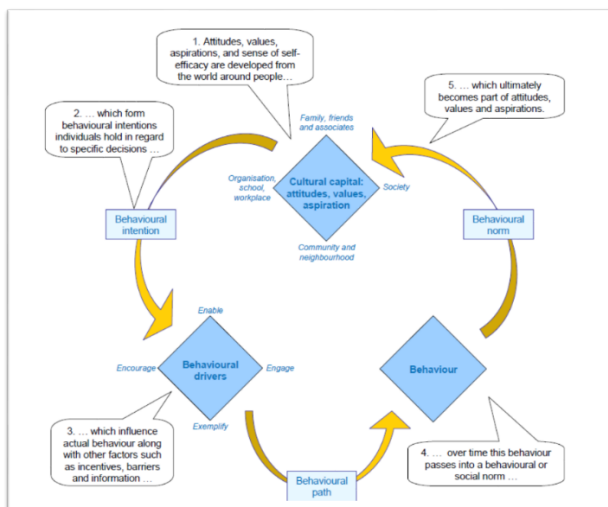 1. Attitudes, values,
aspirations, and sense of self-
efficacy are developed from
the world around people…
2. … which form
behavioural intentions
individuals hold in regard
to specific decisions …
5. … which ultimately
becomes part of attitudes,
values and aspirations.
Family, friends
and associates
Organisation,
school,
workplace
Cultural capital:
attitudes, values,
aspiration
Society
Community and
neighbourhood
Behavioural
intention
Behavioural
norm
Enable
Encourage
Behavioural
drivers
Engage
Exemplify
Behaviour
3. … which influence
actual behaviour along
with other factors such
as incentives, barriers
and information …
4. … over time this behaviour
passes into a behavioural or
social norm …
Behavioural
path